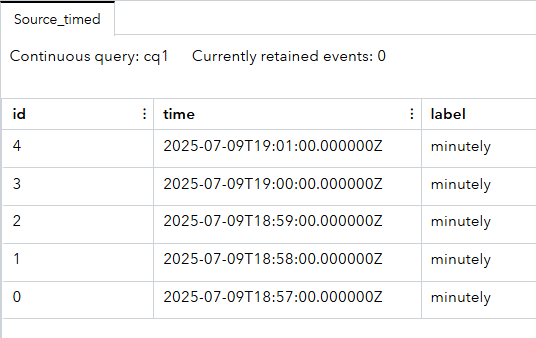 Source_timed
Continuous query: cq1 Currently retained events: 0
id time label
4 2025-07-09T19:01:00.000000Z minutely
3 2025-07-09T19:00:00.000000Z minutely
2 2025-07-09T18:59:00.000000Z minutely
1 2025-07-09T18:58:00.000000Z minutely
0 2025-07-09T18:57:00.000000Z minutely